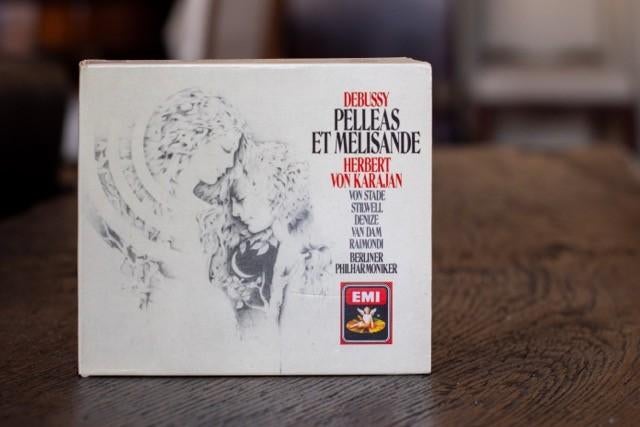 DEBUSSY
PELLEAS
ET MELISANDE
HERBERT
VON KARAJAN
VON STADE
STILWELL
DENIZE
VAN DAM
RAIMONDI
BERLINER
PHILHARMONIKER
EMI